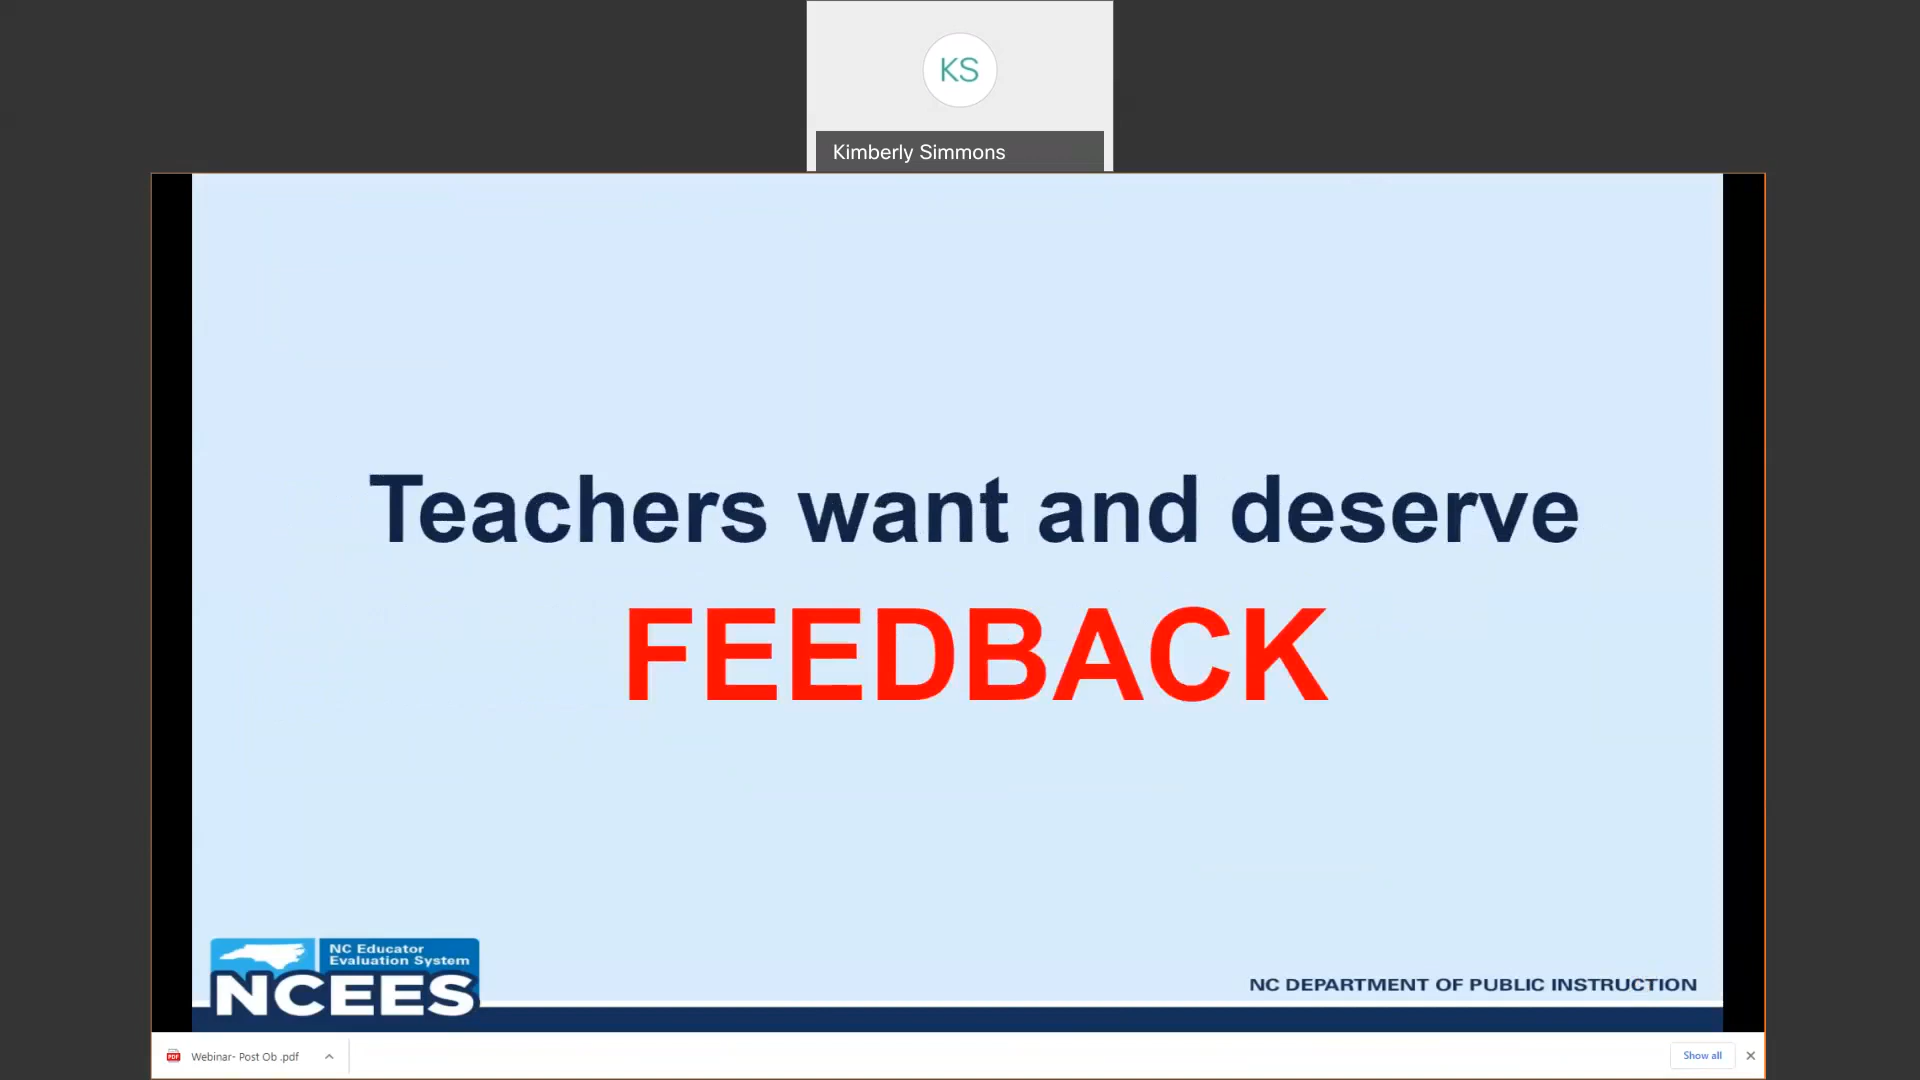 KS
Kimberly Simmons
Teachers want and deserve
FEEDBACK
NC Educator
Evaluation System
NCEES
NC DEPARTMENT OF PUBLIC INSTRUCTION
PDF
Webinar- Post Ob .pdf
Show all